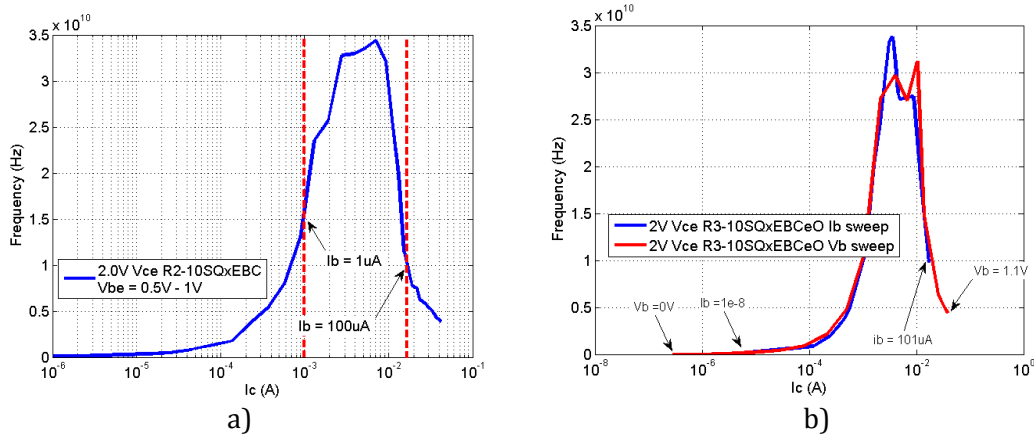 x 10^10
3.5
3
2.5
2
1.5
1
0.5
0
Frequency (Hz)
10^-6
10^-5
10^-4
10^-3
10^-2
10^-1
Ic (A)
2.0V Vce R2-10SQxEBC
Vbe = 0.5V - 1V
Ib = 1uA
Ib = 100uA
a)
x 10^10
3.5
3
2.5
2
1.5
1
0.5
0
Frequency (Hz)
10^-8
10^-6
10^-4
10^-2
10^0
Ic (A)
2V Vce R3-10SQxEBCeO Ib sweep
2V Vce R3-10SQxEBCeO Vb sweep
Vb =0V
Ib =1e-8
Vb = 1.1V
ib = 101uA
b)